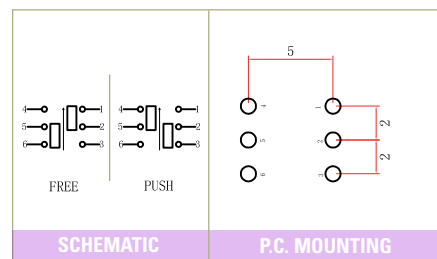 4 1 4 1
5 2 5 2
6 3 6 3
FREE PUSH
SCHEMATIC
5
4 1
2
5 2
2
6 3
P.C. MOUNTING